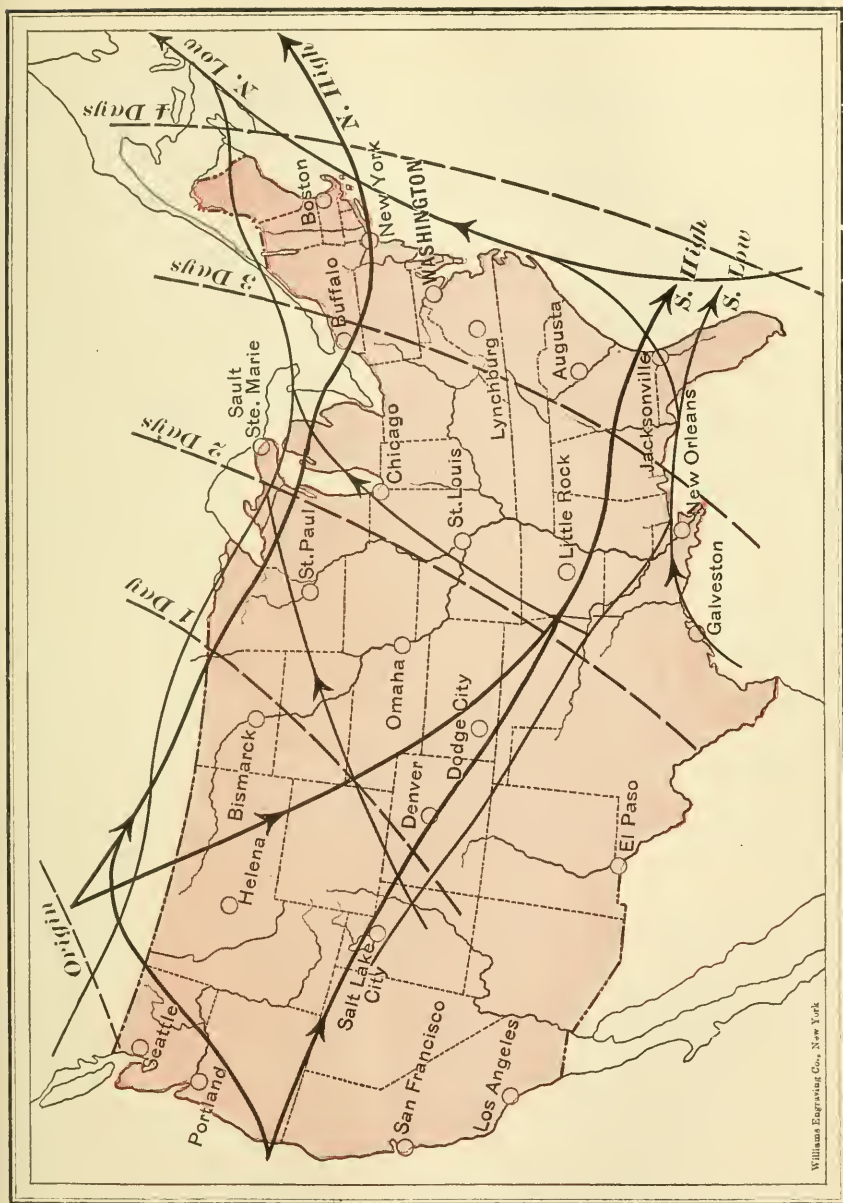 Origin
1 Day
2 Days
3 Days
4 Days
N. Low
N. High
S. High
S. Low
Seattle
Portland
Helena
Bismarck
St. Paul
Sault
Ste. Marie
Buffalo
Boston
New York
WASHINGTON
Chicago
Omaha
Salt Lake
City
Denver
Dodge City
St. Louis
Lynchburg
San Francisco
Los Angeles
El Paso
Little Rock
Augusta
Jacksonville
New Orleans
Galveston
Williams Engraving Co., New York